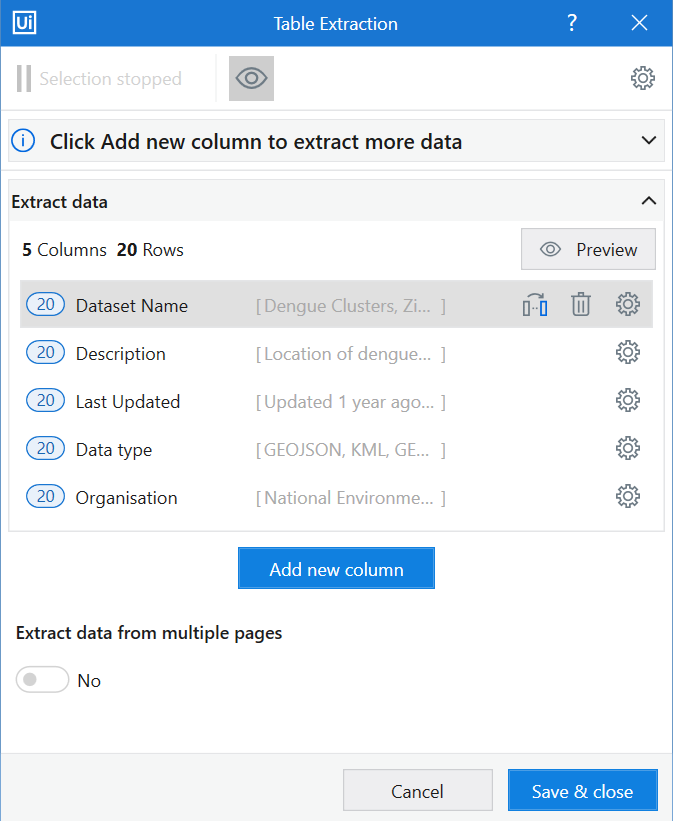 Ui Table Extraction ?
Selection stopped
i Click Add new column to extract more data
Extract data
5 Columns 20 Rows Preview
20 Dataset Name [ Dengue Clusters, Zi... ]
20 Description [ Location of dengue... ]
20 Last Updated [ Updated 1 year ago... ]
20 Data type [ GEOJSON, KML, GE... ]
20 Organisation [ National Environme... ]
Add new column
Extract data from multiple pages
No
Cancel Save & close